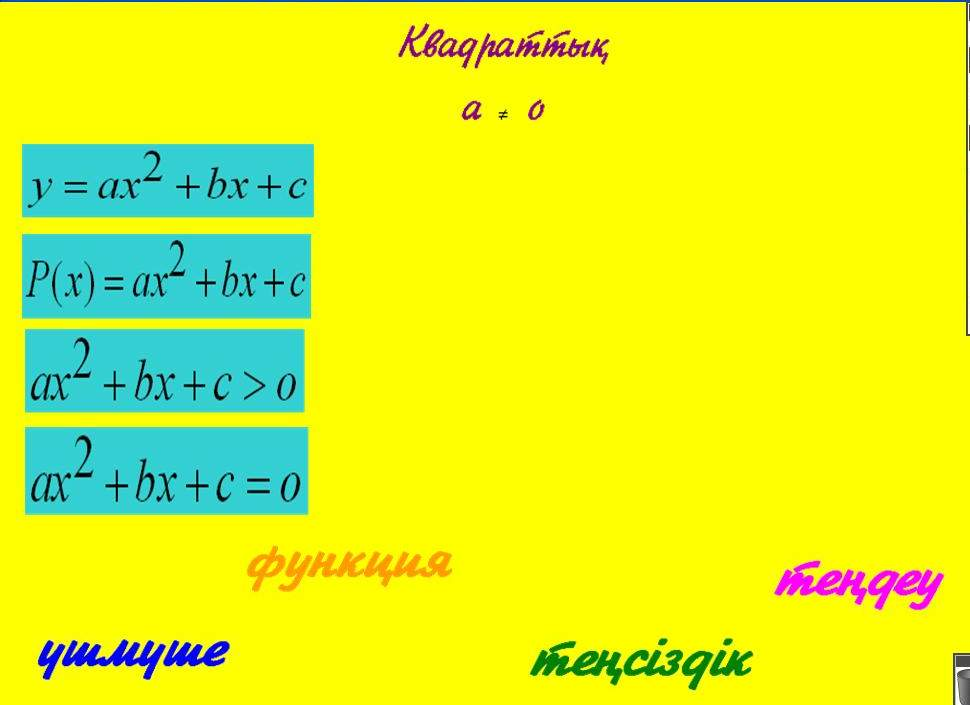 Квадраттық
а ≠ о
y = ax² + bx + c
P(x) = ax² + bx + c
ax² + bx + c > o
ax² + bx + c = o
функция
теңдеу
үшмүше
теңсіздік